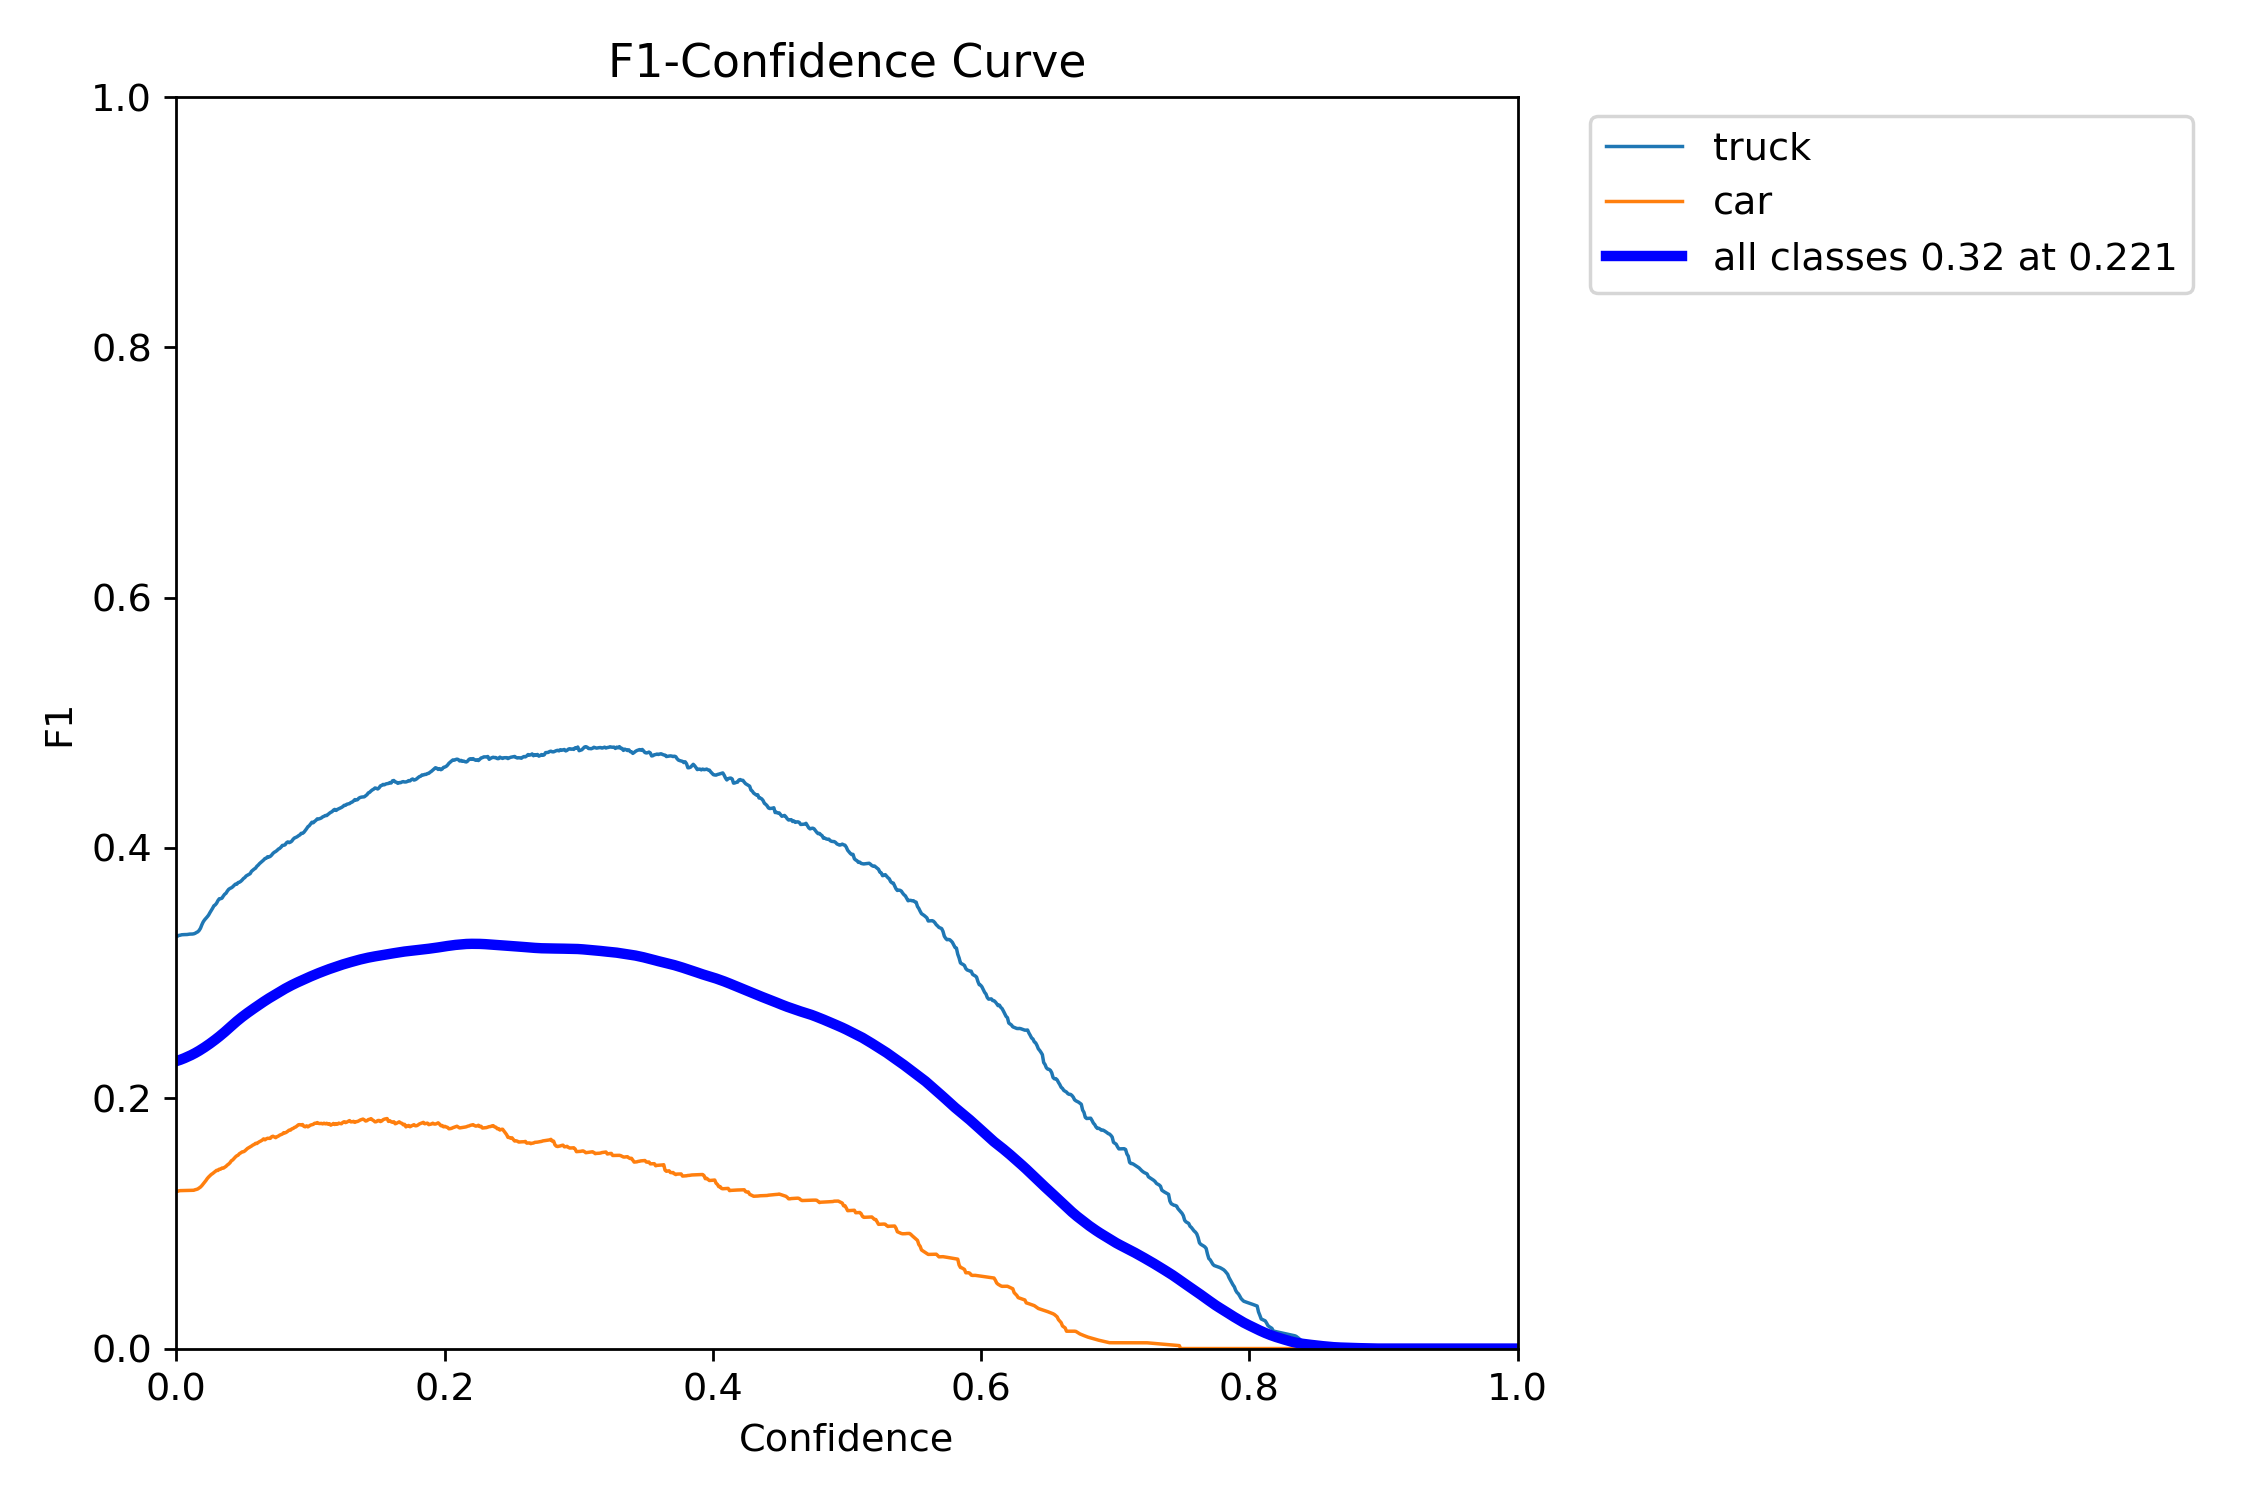 F1-Confidence Curve
1.0
0.8
0.6
0.4
0.2
0.0
F1
0.0 0.2 0.4 0.6 0.8 1.0
Confidence
truck
car
all classes 0.32 at 0.221